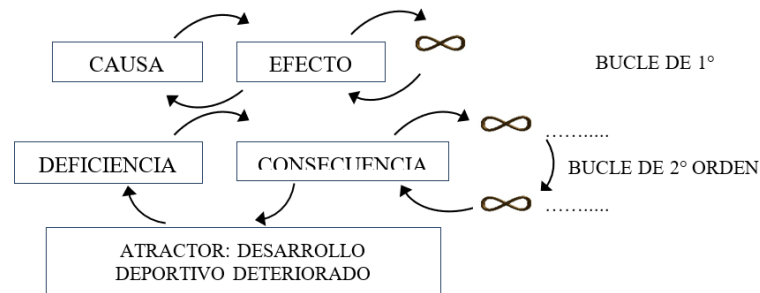 CAUSA
EFECTO
BUCLE DE 1°
DEFICIENCIA
CONSECUENCIA
………....
BUCLE DE 2° ORDEN
………....
ATRACTOR: DESARROLLO
DEPORTIVO DETERIORADO